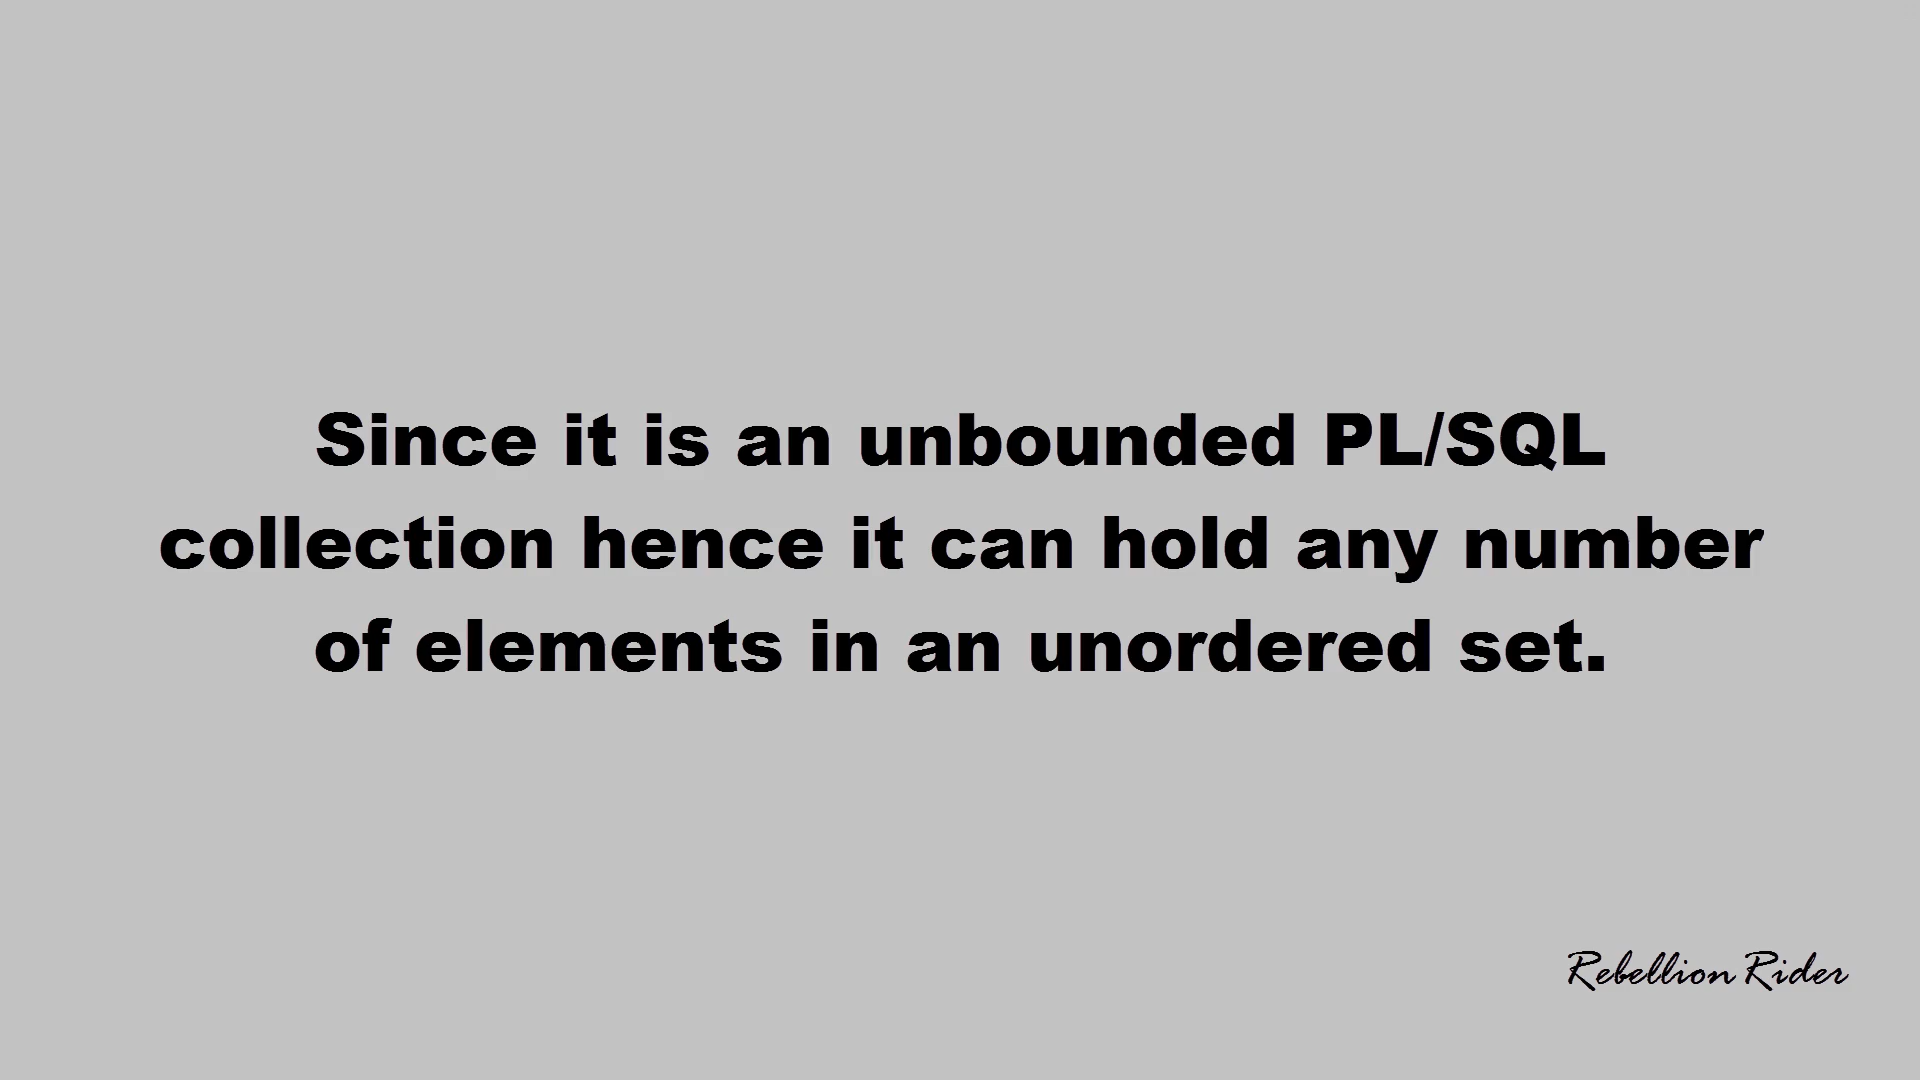 Since it is an unbounded PL/SQL
collection hence it can hold any number
of elements in an unordered set.
Rebellion Rider